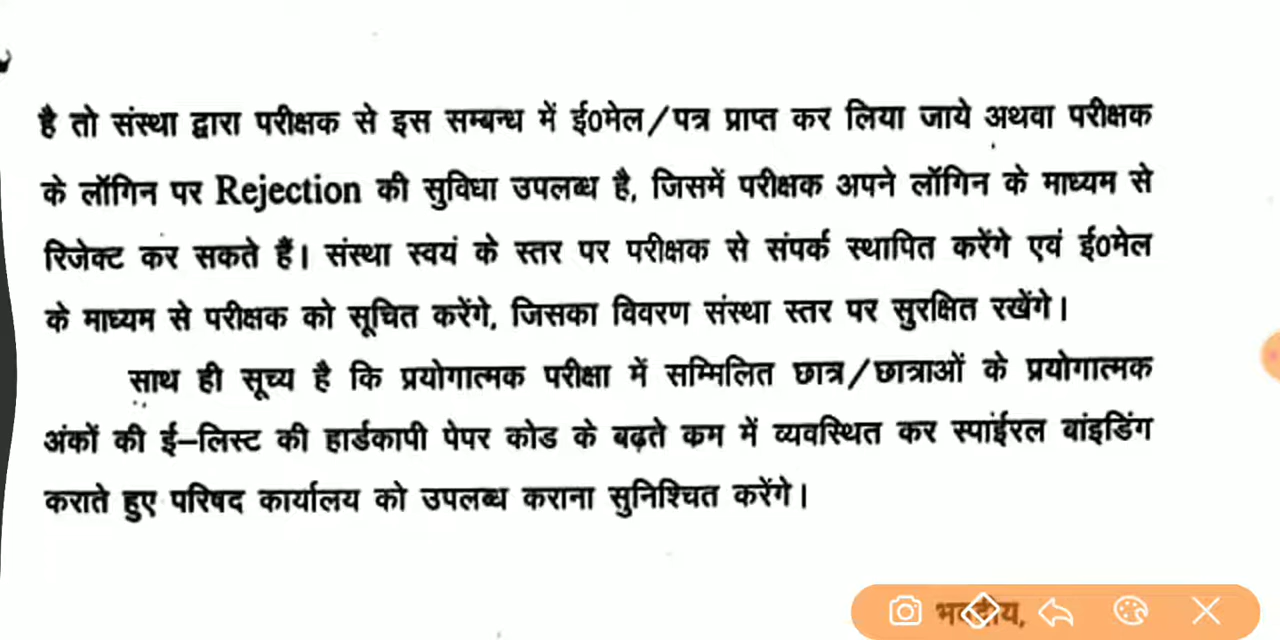 है तो संस्था द्वारा परीक्षक से इस सम्बन्ध में ई0मेल/पत्र प्राप्त कर लिया जाये अथवा परीक्षक
के लॉगिन पर Rejection की सुविधा उपलब्ध है, जिसमें परीक्षक अपने लॉगिन के माध्यम से
रिजेक्ट कर सकते हैं। संस्था स्वयं के स्तर पर परीक्षक से संपर्क स्थापित करेंगे एवं ई0मेल
के माध्यम से परीक्षक को सूचित करेंगे, जिसका विवरण संस्था स्तर पर सुरक्षित रखेंगे।
साथ ही सूच्य है कि प्रयोगात्मक परीक्षा में सम्मिलित छात्र/छात्राओं के प्रयोगात्मक
अंकों की ई–लिस्ट की हार्डकापी पेपर कोड के बढ़ते कम में व्यवस्थित कर स्पाईरल बांइडिंग
कराते हुए परिषद कार्यालय को उपलब्ध कराना सुनिश्चित करेंगे।